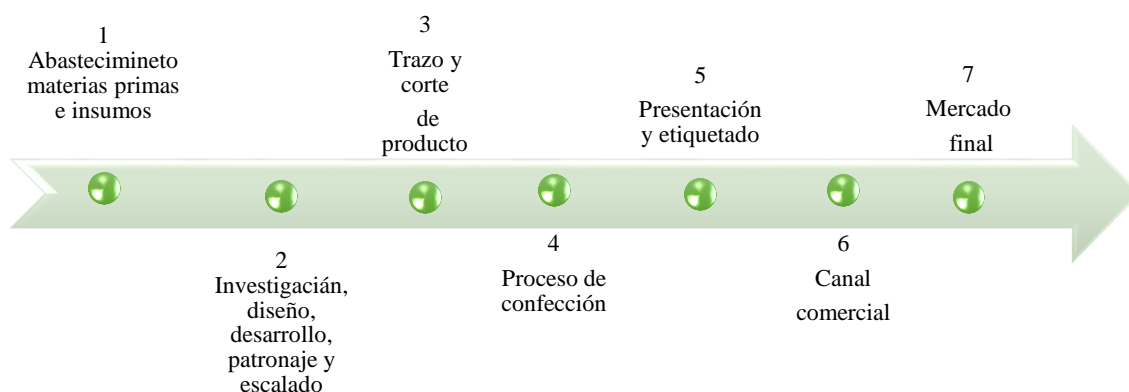 1
Abastecimineto
materias primas
e insumos
2
Investigacián,
diseño,
desarrollo,
patronaje y
escalado
3
Trazo y
corte
de
producto
4
Proceso de
confección
5
Presentación
y etiquetado
6
Canal
comercial
7
Mercado
final